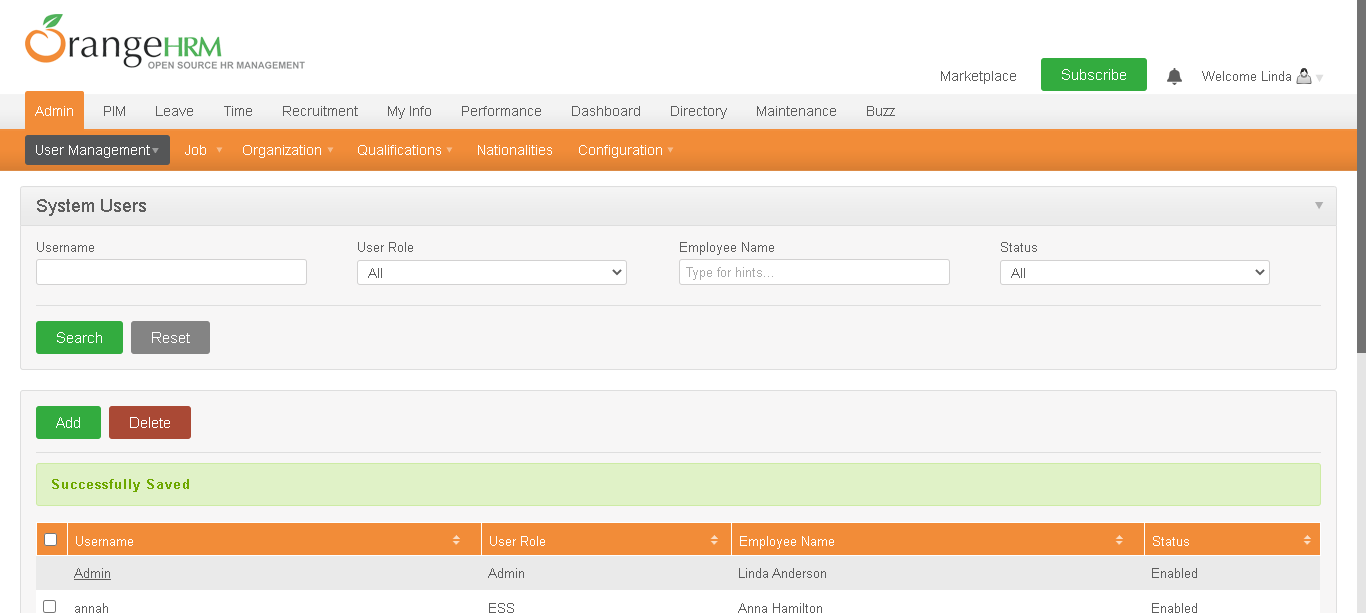 OrangeHRM
OPEN SOURCE HR MANAGEMENT
Marketplace Subscribe Welcome Linda
Admin PIM Leave Time Recruitment My Info Performance Dashboard Directory Maintenance Buzz
User Management Job Organization Qualifications Nationalities Configuration
System Users
Username User Role Employee Name Status
All Type for hints... All
Search Reset
Add Delete
Successfully Saved
Username User Role Employee Name Status
Admin Admin Linda Anderson Enabled
annah ESS Anna Hamilton Enabled